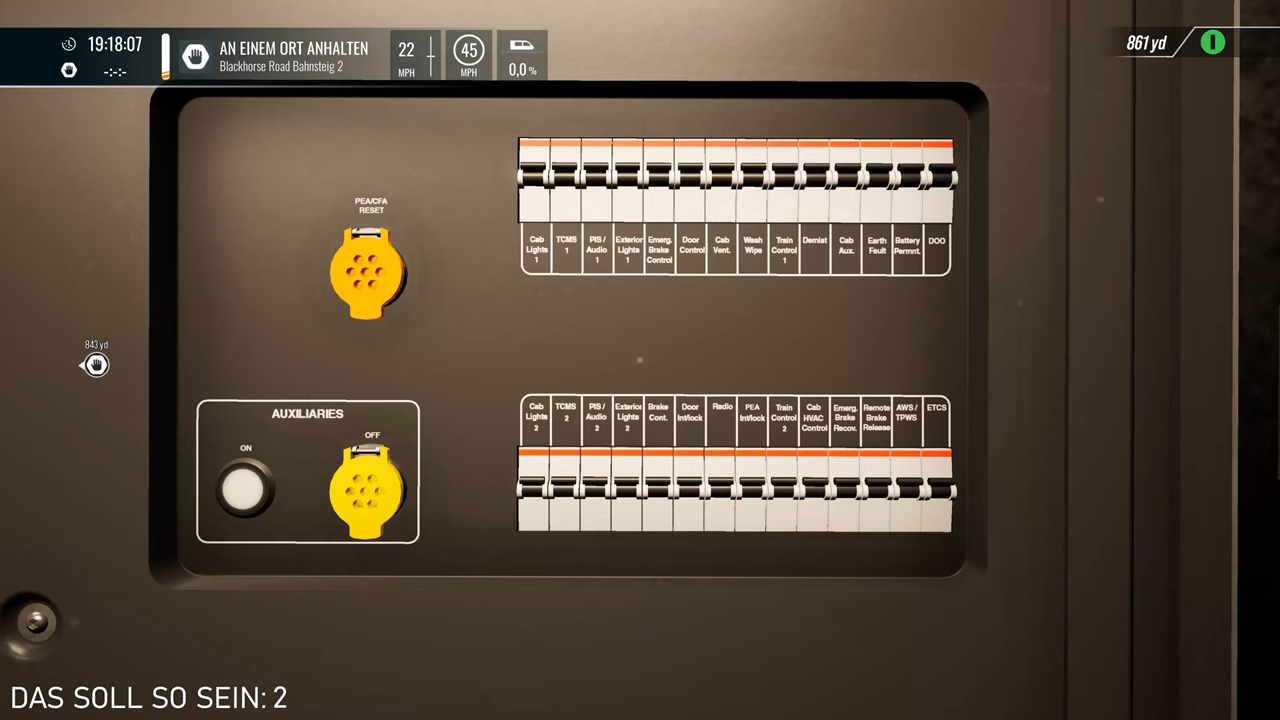 19:18:07
-:-:-
AN EINEM ORT ANHALTEN
Blackhorse Road Bahnsteig 2
22
MPH
45
MPH
0,0 %
861 yd
843 yd
PEA/CFA
RESET
Cab Lights 1
TCMS 1
PIS / Audio 1
Exterior Lights 1
Emerg. Brake Control
Door Control
Cab Vent.
Wash Wipe
Train Control 1
Demist
Cab Aux.
Earth Fault
Battery Permnt.
DOO
Cab Lights 2
TCMS 2
PIS / Audio 2
Exterior Lights 2
Brake Cont.
Door Int/lock
Radio
PEA Int/lock
Train Control 2
Cab HVAC Control
Emerg. Brake Recov.
Remote Brake Release
AWS / TPWS
ETCS
AUXILIARIES
ON
OFF
DAS SOLL SO SEIN: 2